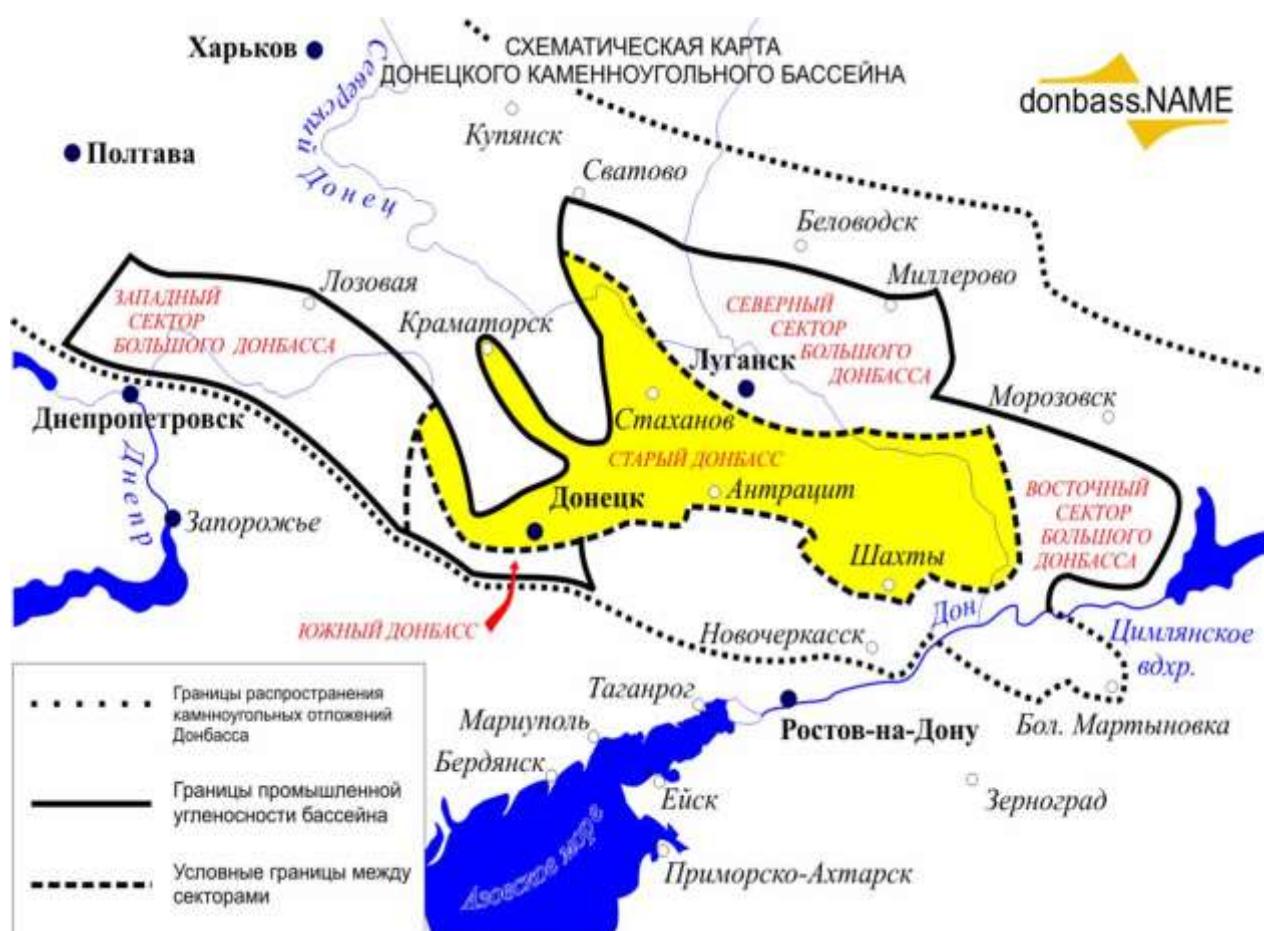 СХЕМАТИЧЕСКАЯ КАРТА
ДОНЕЦКОГО КАМЕННОУГОЛЬНОГО БАССЕЙНА
donbass.NAME
Харьков
Северский Донец
Купянск
Полтава
Сватово
Беловодск
Миллерово
Лозовая
ЗАПАДНЫЙ
СЕКТОР
БОЛЬШОГО ДОНБАССА
СЕВЕРНЫЙ
СЕКТОР
БОЛЬШОГО
ДОНБАССА
Краматорск
Луганск
Днепропетровск
Стаханов
Морозовск
Днепр
СТАРЫЙ ДОНБАСС
Антрацит
Донецк
ВОСТОЧНЫЙ
СЕКТОР
БОЛЬШОГО
ДОНБАССА
Запорожье
Шахты
ЮЖНЫЙ ДОНБАСС
Новочеркасск
Дон
Цимлянское
вдхр.
Таганрог
Мариуполь
Ростов-на-Дону
Бол. Мартыновка
Бердянск
Ейск
Зерноград
Азовское море
Приморско-Ахтарск
Границы распространения
камнноугольных отложений
Донбасса
Границы промышленной
угленосности бассейна
Условные границы между
секторами